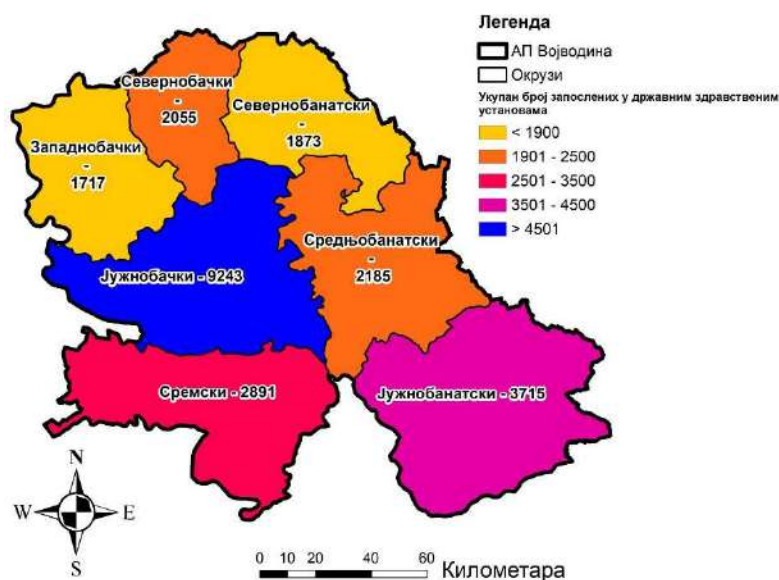 Легенда
АП Војводина
Окрузи
Укупан број запослених у државним здравственим
установама
< 1900
1901 - 2500
2501 - 3500
3501 - 4500
> 4501
Севернобачки
-
2055
Севернобанатски
-
1873
Западнобачки
-
1717
Средњобанатски
-
2185
Јужнобачки - 9243
Сремски - 2891
Јужнобанатски - 3715
N
W E
S
0 10 20 40 60
Километара